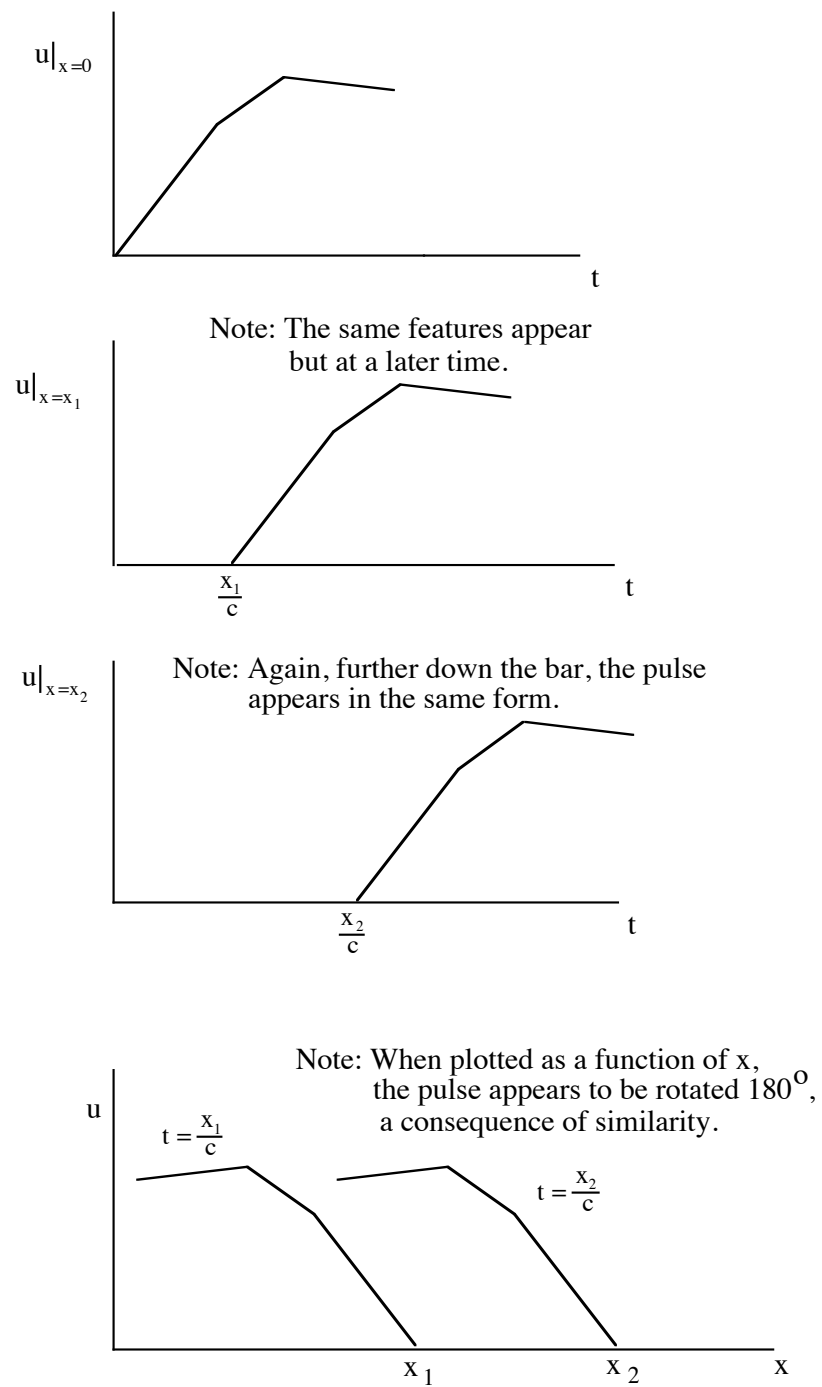 u|x=0
t
Note: The same features appear
but at a later time.
u|x=x1
x1/c
t
Note: Again, further down the bar, the pulse
appears in the same form.
u|x=x2
x2/c
t
Note: When plotted as a function of x,
the pulse appears to be rotated 180°,
a consequence of similarity.
u
t = x1/c
t = x2/c
x1
x2
x